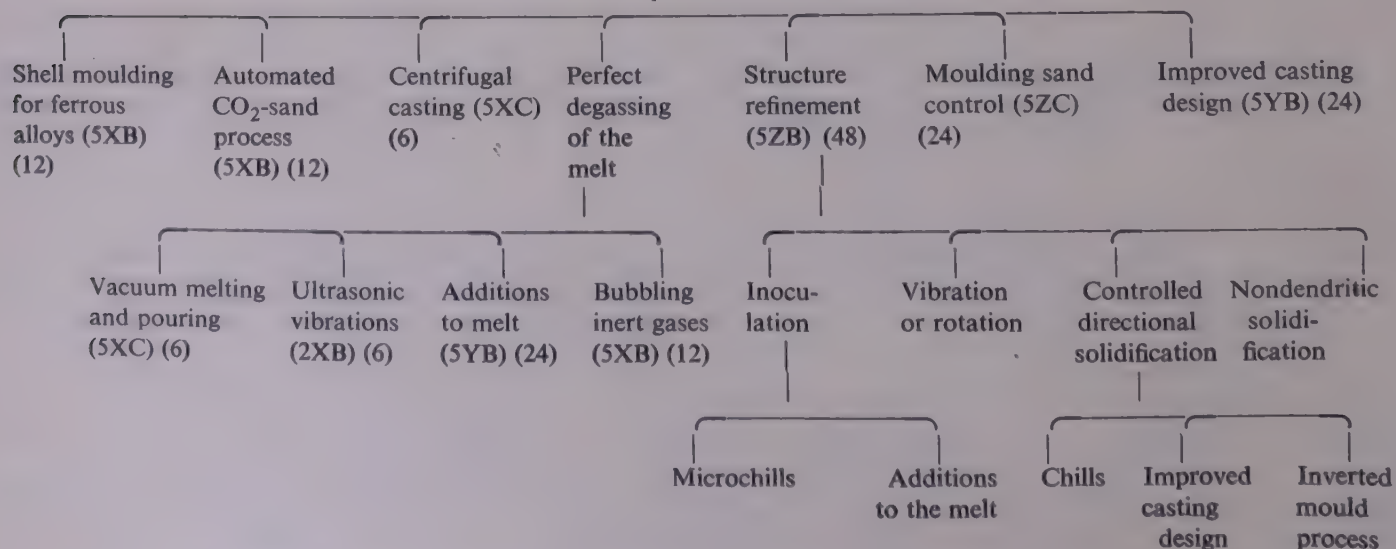 Shell moulding
for ferrous
alloys (5XB)
(12)
Automated
CO₂-sand
process
(5XB) (12)
Centrifugal
casting (5XC)
(6)
Perfect
degassing
of the
melt
Structure
refinement
(5ZB) (48)
Moulding sand
control (5ZC)
(24)
Improved casting
design (5YB) (24)
Vacuum melting
and pouring
(5XC) (6)
Ultrasonic
vibrations
(2XB) (6)
Additions
to melt
(5YB) (24)
Bubbling
inert gases
(5XB) (12)
Inocu-
lation
Vibration
or rotation
Controlled
directional
solidification
Nondendritic
solidi-
fication
Microchills
Additions
to the melt
Chills
Improved
casting
design
Inverted
mould
process